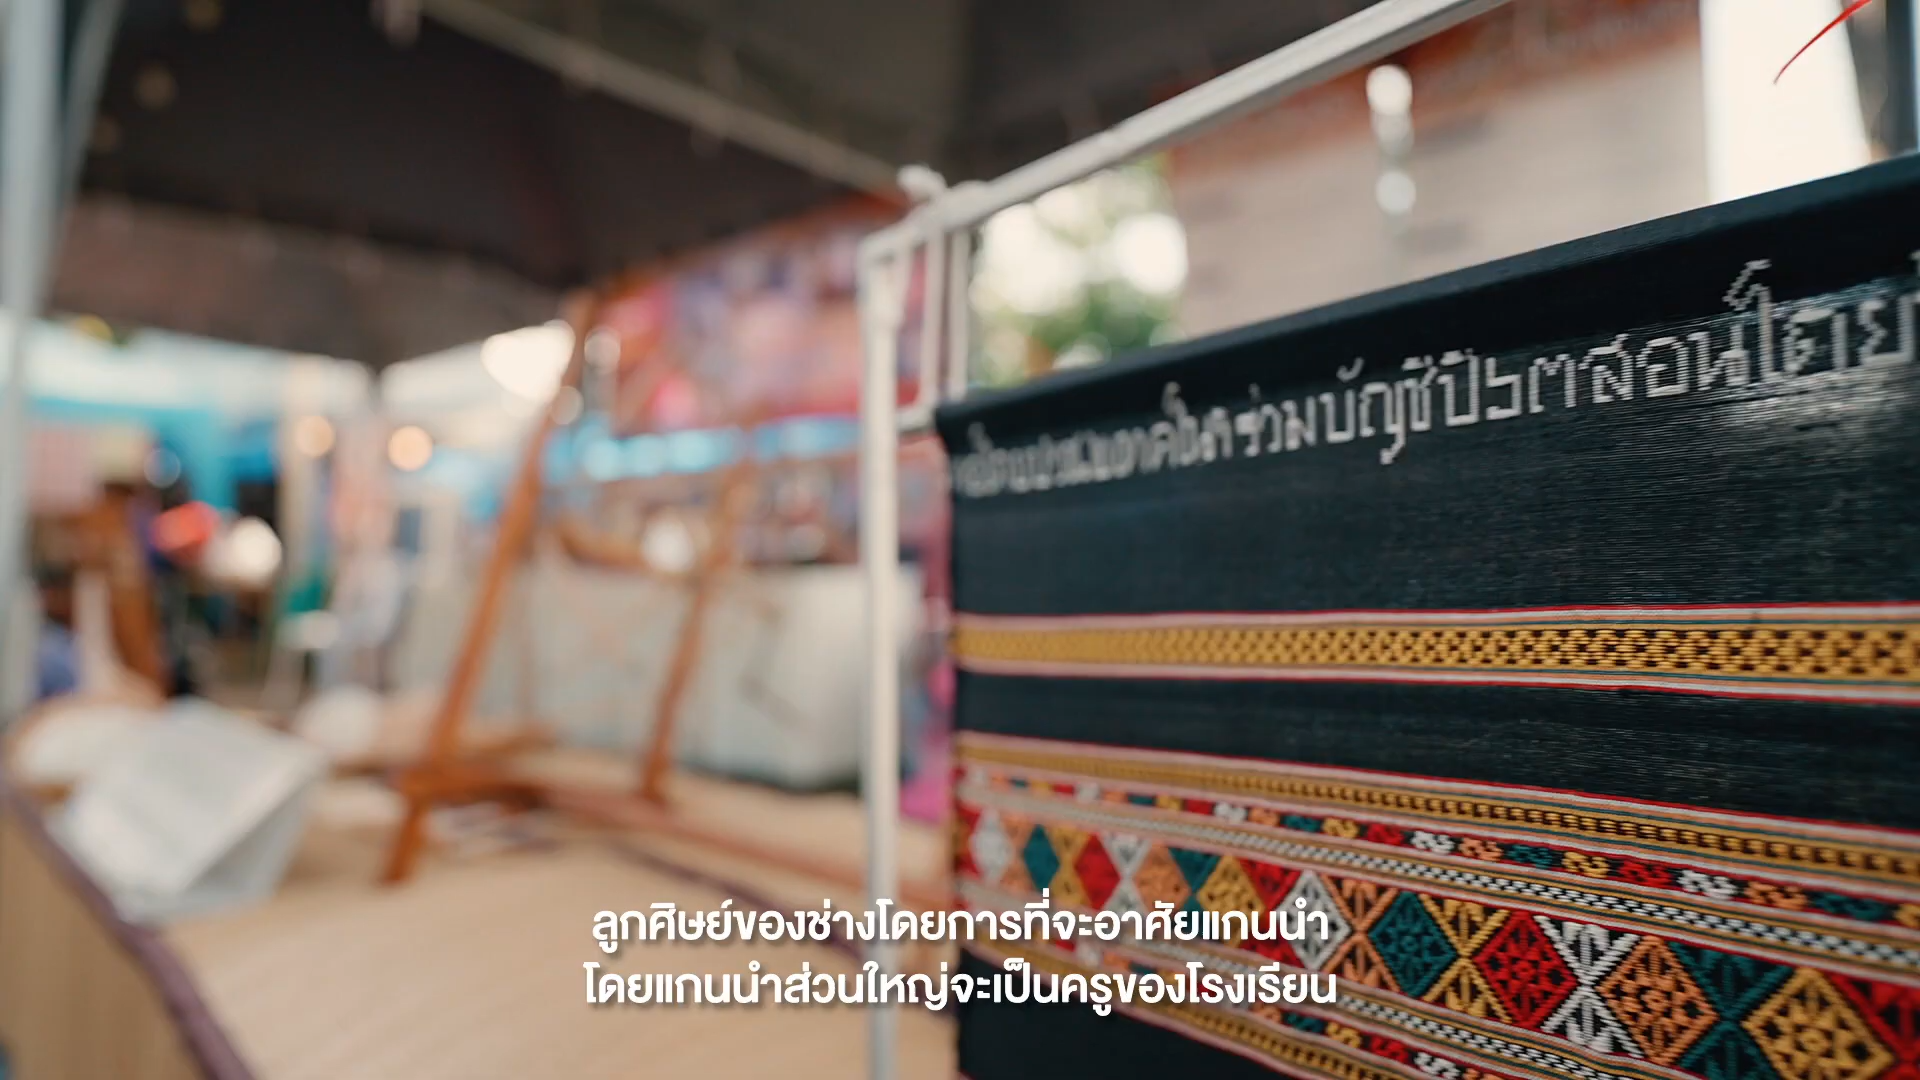 ร่วมบัญชีปี๖๓สอนโดย
ลูกศิษย์ของช่างโดยการที่จะอาศัยแกนนำ
โดยแกนนำส่วนใหญ่จะเป็นครูของโรงเรียน